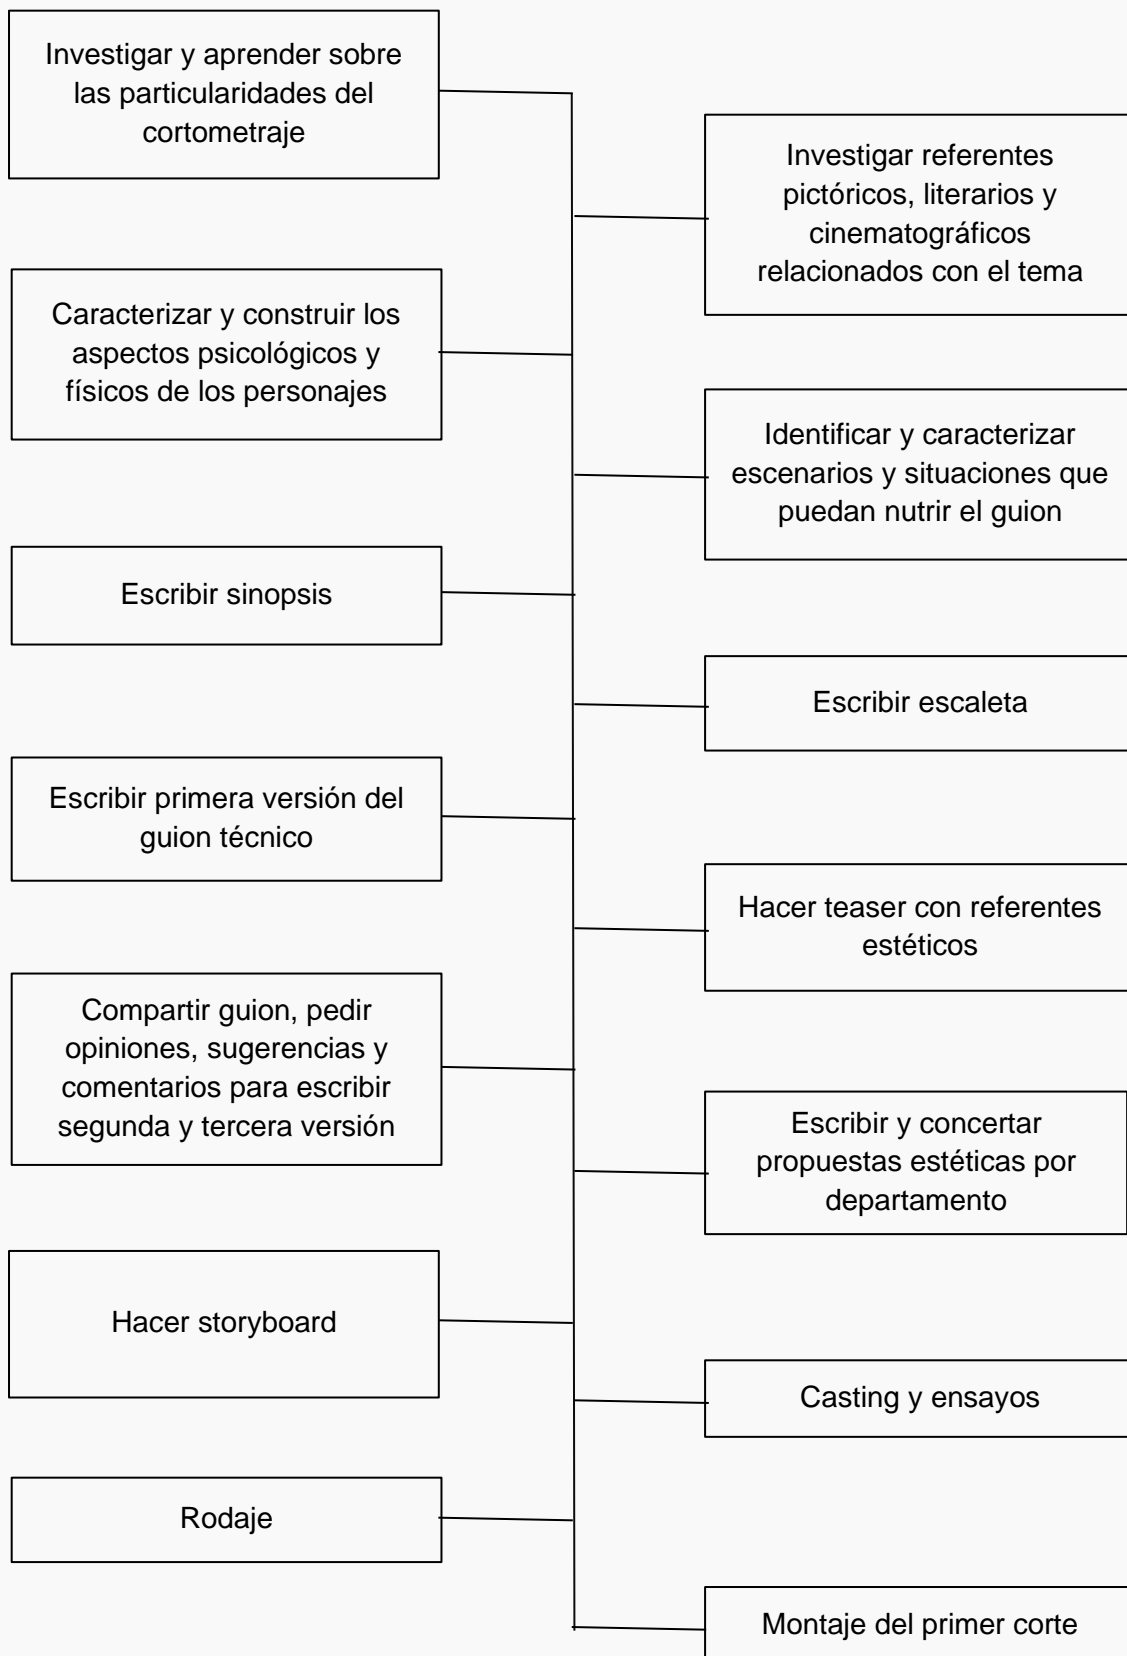 Investigar y aprender sobre
las particularidades del
cortometraje
Investigar referentes
pictóricos, literarios y
cinematográficos
relacionados con el tema
Caracterizar y construir los
aspectos psicológicos y
físicos de los personajes
Identificar y caracterizar
escenarios y situaciones que
puedan nutrir el guion
Escribir sinopsis
Escribir escaleta
Escribir primera versión del
guion técnico
Hacer teaser con referentes
estéticos
Compartir guion, pedir
opiniones, sugerencias y
comentarios para escribir
segunda y tercera versión
Escribir y concertar
propuestas estéticas por
departamento
Hacer storyboard
Casting y ensayos
Rodaje
Montaje del primer corte